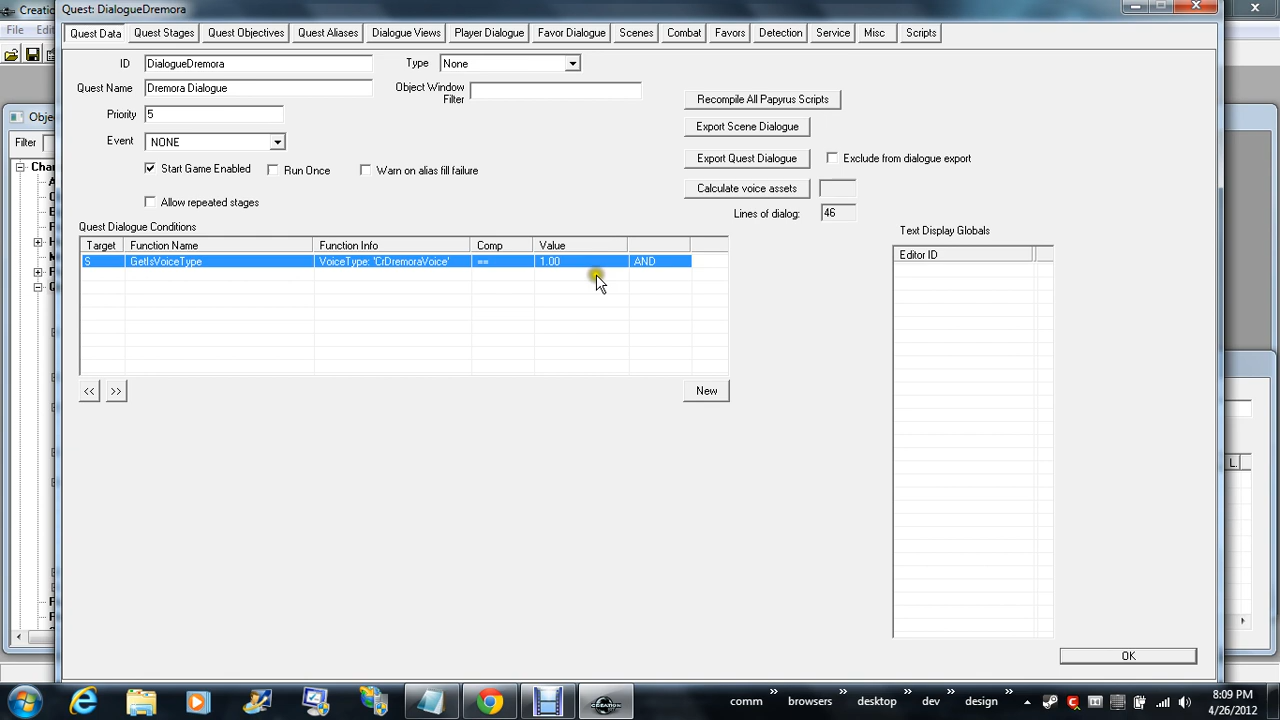 Creation
Quest: DialogueDremora
File Edi
Quest Data Quest Stages Quest Objectives Quest Aliases Dialogue Views Player Dialogue Favor Dialogue Scenes Combat Favors Detection Service Misc Scripts
ID DialogueDremora Type None
Quest Name Dremora Dialogue Object Window Filter
Priority 5
Recompile All Papyrus Scripts
Obje
Export Scene Dialogue
Filter
Event NONE
Export Quest Dialogue Exclude from dialogue export
Start Game Enabled Run Once Warn on alias fill failure
Calculate voice assets
Allow repeated stages
Lines of dialog: 46
Quest Dialogue Conditions
Text Display Globals
Target Function Name Function Info Comp Value
Editor ID
S GetIsVoiceType VoiceType: 'CrDremoraVoice' == 1.00 AND
<< >> New
L.
OK
comm » browsers » desktop » dev » design »
8:09 PM
4/26/2012